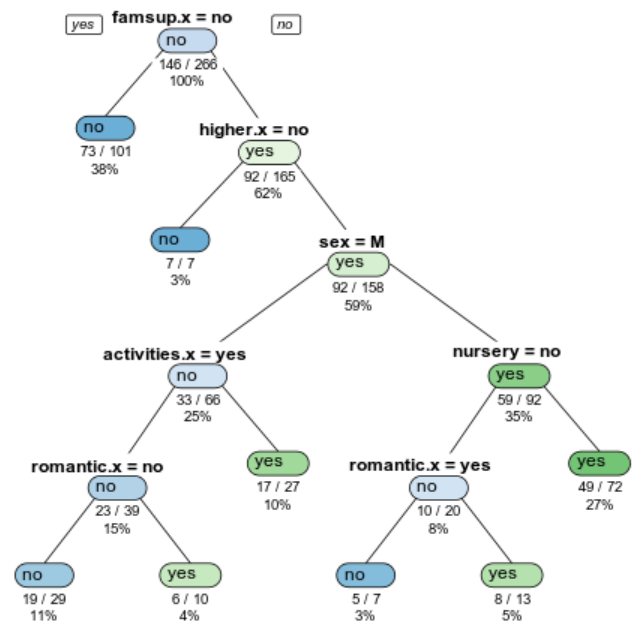 famsup.x = no
yes
no
no
146 / 266
100%
no
73 / 101
38%
higher.x = no
yes
92 / 165
62%
no
7 / 7
3%
sex = M
yes
92 / 158
59%
activities.x = yes
no
33 / 66
25%
nursery = no
yes
59 / 92
35%
romantic.x = no
no
23 / 39
15%
yes
17 / 27
10%
romantic.x = yes
no
10 / 20
8%
yes
49 / 72
27%
no
19 / 29
11%
yes
6 / 10
4%
no
5 / 7
3%
yes
8 / 13
5%